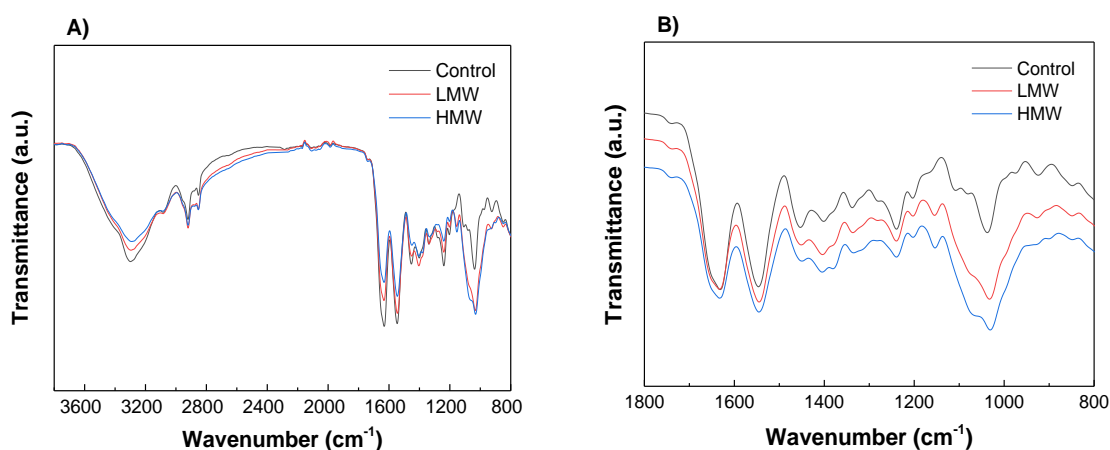 A)
Control
LMW
HMW
Transmittance (a.u.)
3600 3200 2800 2400 2000 1600 1200 800
Wavenumber (cm⁻¹)
B)
Control
LMW
HMW
Transmittance (a.u.)
1800 1600 1400 1200 1000 800
Wavenumber (cm⁻¹)